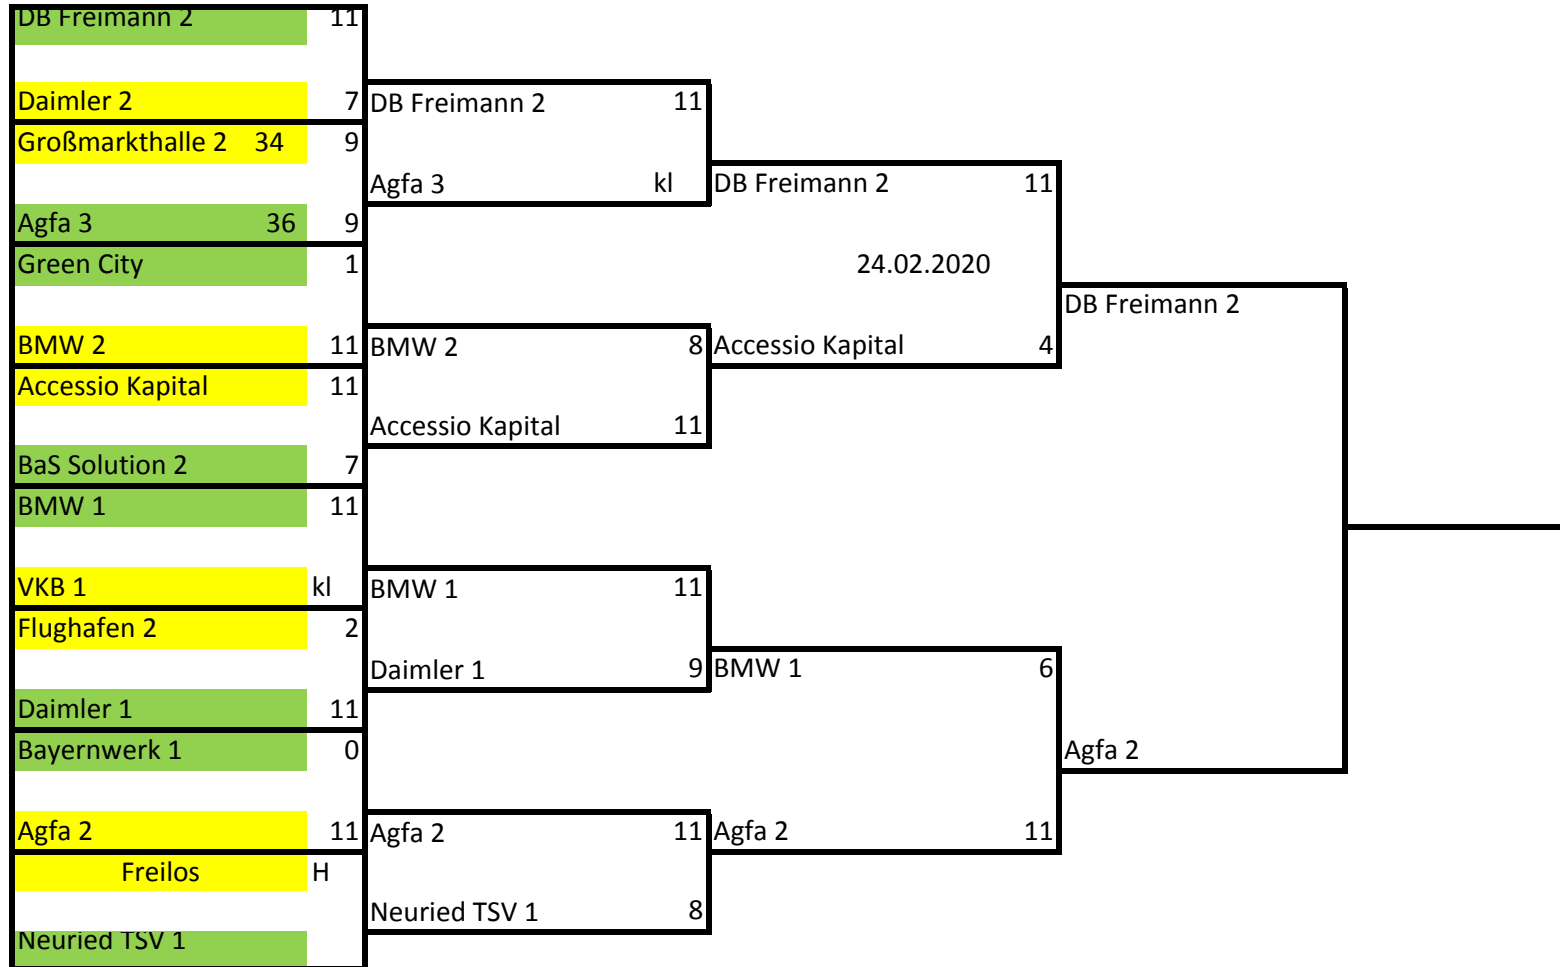 DB Freimann 2 11
Daimler 2 7
DB Freimann 2 11
Großmarkthalle 2 34 9
Agfa 3 kl
DB Freimann 2 11
Agfa 3 36 9
Green City 1
24.02.2020
DB Freimann 2
BMW 2 11
BMW 2 8
Accessio Kapital 4
Accessio Kapital 11
Accessio Kapital 11
BaS Solution 2 7
BMW 1 11
VKB 1 kl
BMW 1 11
Flughafen 2 2
Daimler 1 9
BMW 1 6
Daimler 1 11
Bayernwerk 1 0
Agfa 2
Agfa 2 11
Agfa 2 11
Agfa 2 11
Freilos H
Neuried TSV 1 8
Neuried TSV 1